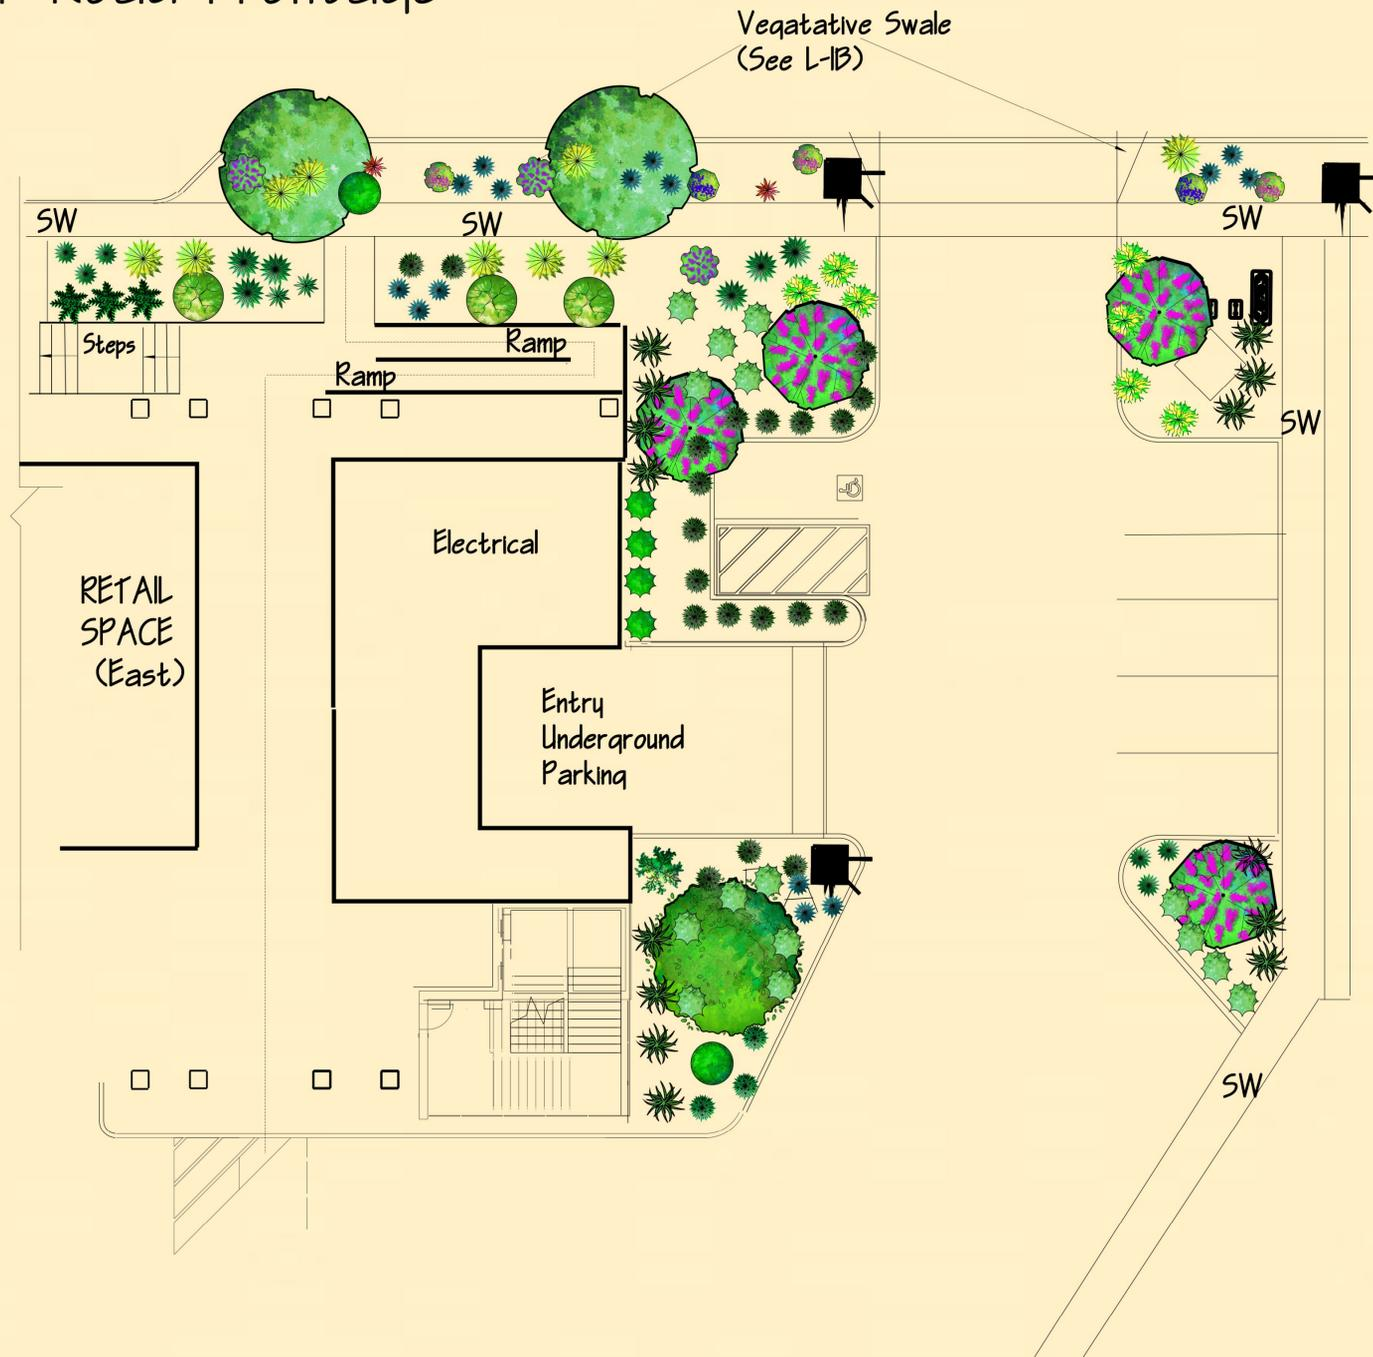 Vegatative Swale
(See L-1B)
SW
SW
SW
Steps
Ramp
Ramp
SW
Electrical
RETAIL
SPACE
(East)
Entry
Underground
Parking
SW